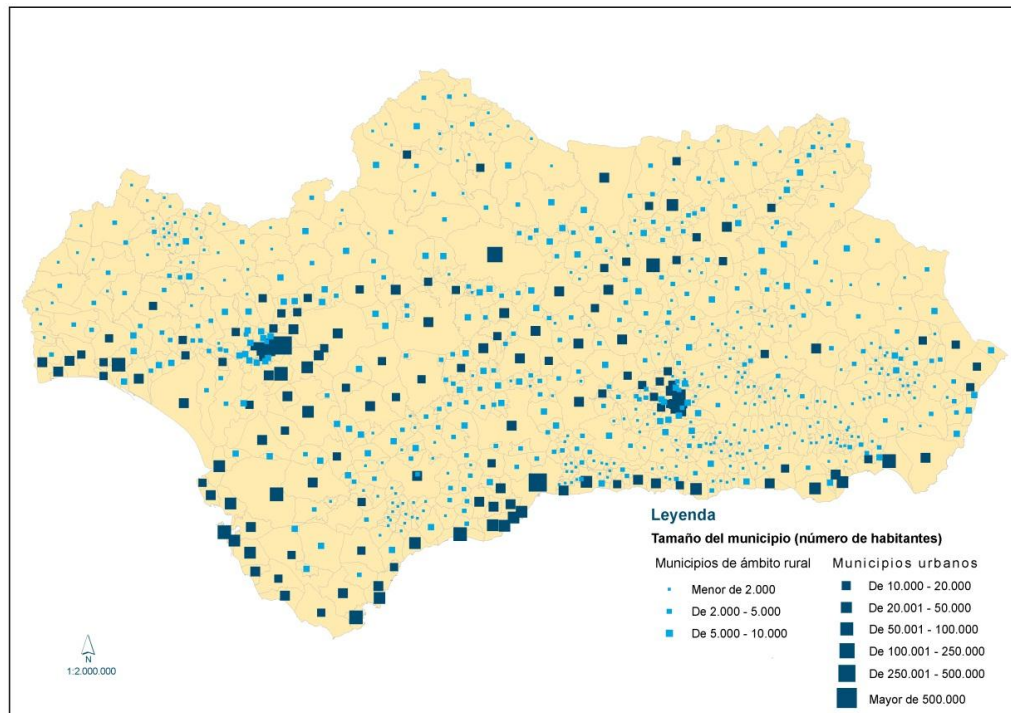 Leyenda
Tamaño del municipio (número de habitantes)
Municipios de ámbito rural
Menor de 2.000
De 2.000 - 5.000
De 5.000 - 10.000
Municipios urbanos
De 10.000 - 20.000
De 20.001 - 50.000
De 50.001 - 100.000
De 100.001 - 250.000
De 250.001 - 500.000
Mayor de 500.000
N
1:2.000.000